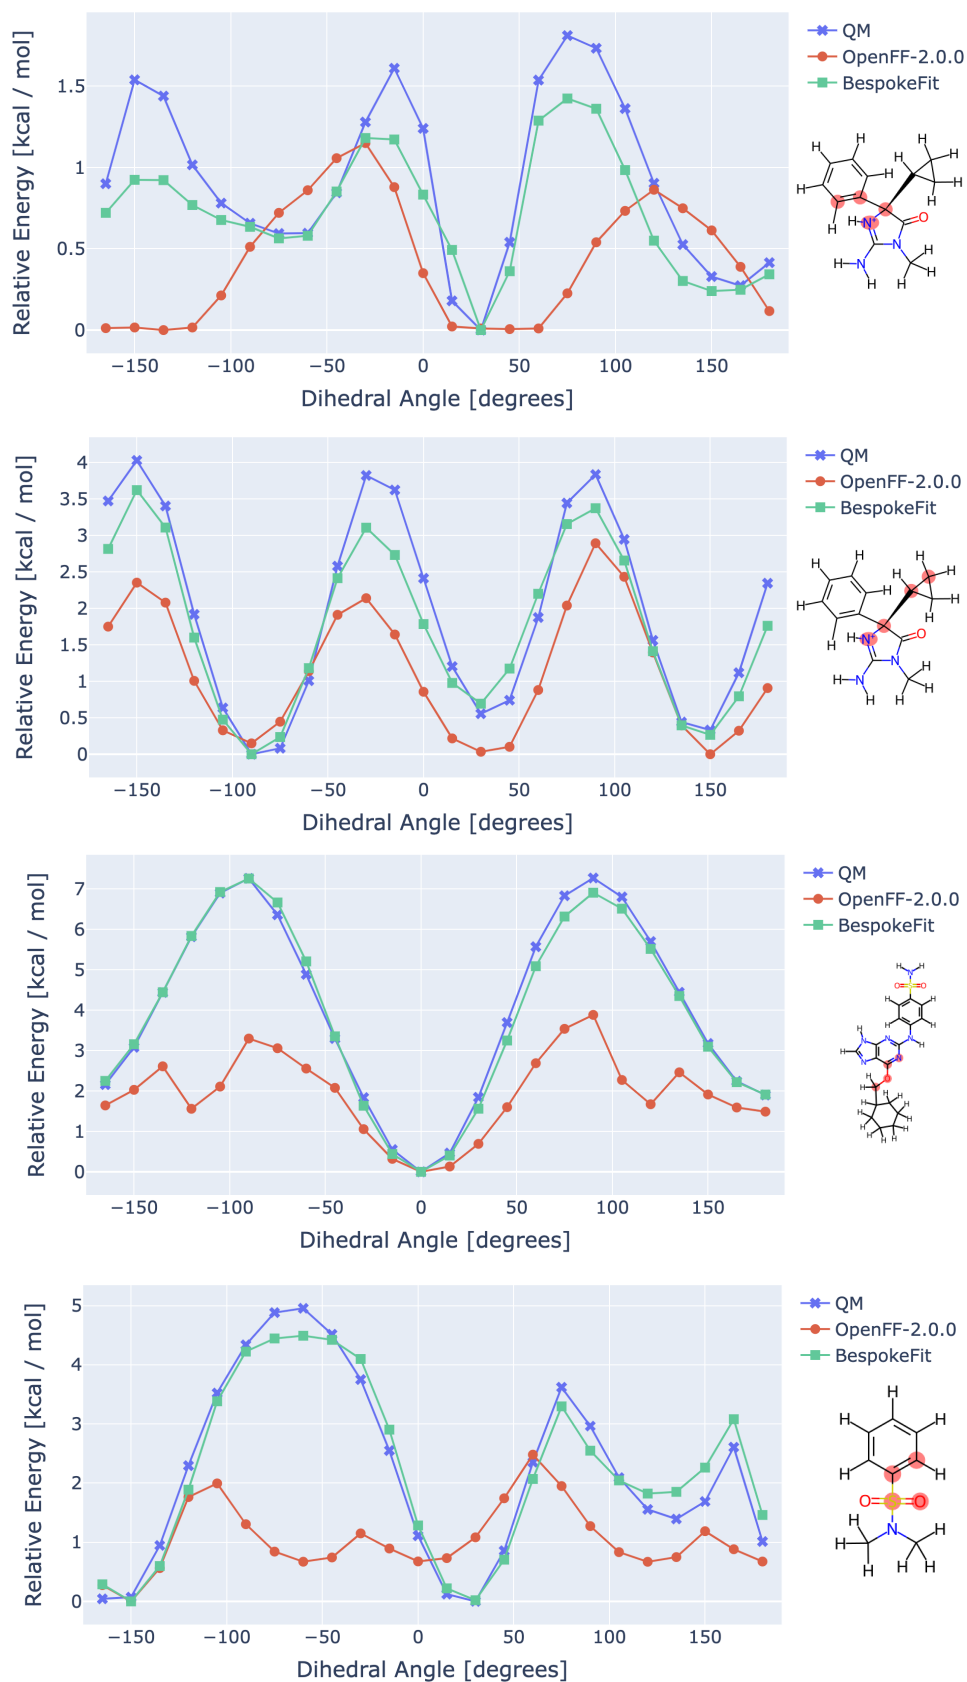 Relative Energy [kcal / mol]
1.5
1
0.5
0
−150 −100 −50 0 50 100 150
Dihedral Angle [degrees]
QM
OpenFF-2.0.0
BespokeFit
H
H H
H H
H H
H H
H N⁺ O
N
H N H
H H H
Relative Energy [kcal / mol]
4
3.5
3
2.5
2
1.5
1
0.5
0
−150 −100 −50 0 50 100 150
Dihedral Angle [degrees]
QM
OpenFF-2.0.0
BespokeFit
H H
H H
H H
H H
H N⁺ O
N
H N H
H H H
Relative Energy [kcal / mol]
7
6
5
4
3
2
1
0
−150 −100 −50 0 50 100 150
Dihedral Angle [degrees]
QM
OpenFF-2.0.0
BespokeFit
Relative Energy [kcal / mol]
5
4
3
2
1
0
−150 −100 −50 0 50 100 150
Dihedral Angle [degrees]
QM
OpenFF-2.0.0
BespokeFit
H
H H
H H
O S O
H N H
H H H